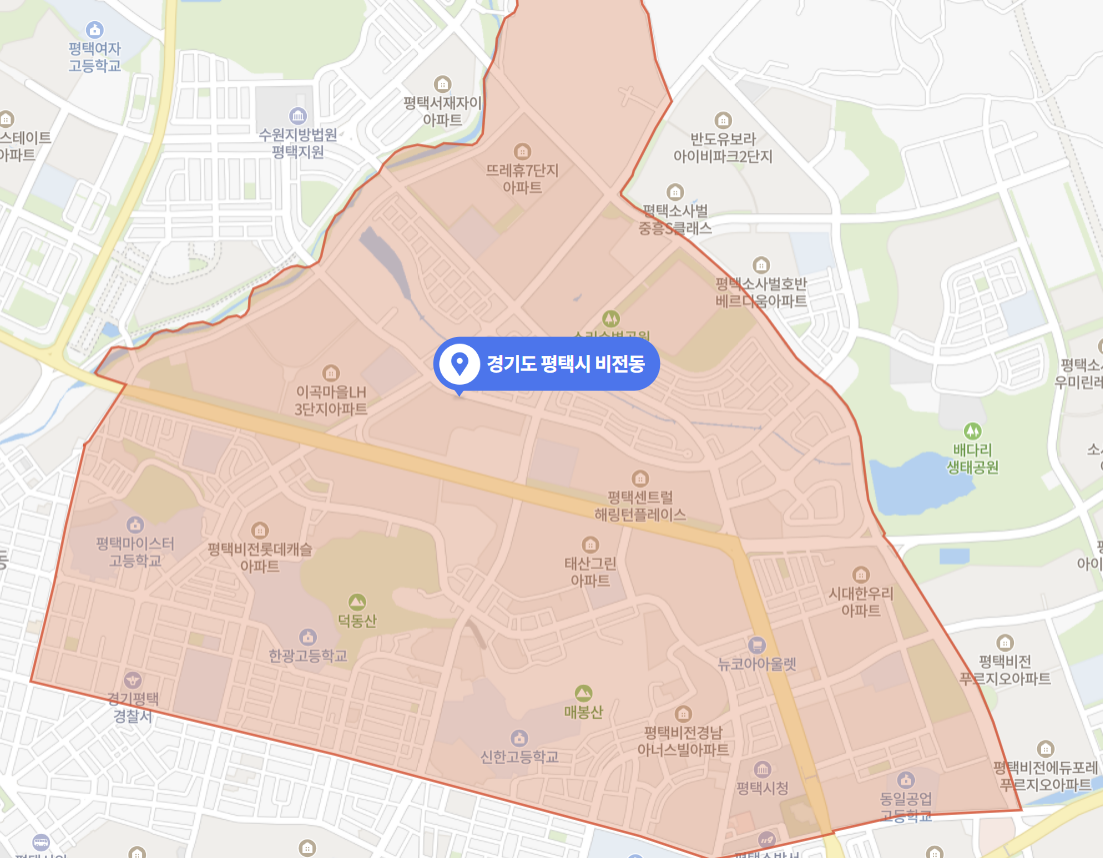 평택여자
고등학교
평택서재자이
아파트
수원지방법원
평택지원
스테이트
아파트
반도유보라
아이비파크2단지
뜨레휴7단지
아파트
평택소사벌
중흥S클래스
평택소사벌호반
베르디움아파트
경기도 평택시 비전동
이곡마을LH
3단지아파트
평택소
우미린레
배다리
생태공원
소
평택센트럴
해링턴플레이스
평택마이스터
고등학교
평택비전롯데캐슬
아파트
태산그린
아파트
동
아이
시대한우리
아파트
덕동산
한광고등학교
뉴코아아울렛
평택비전
푸르지오아파트
경기평택
경찰서
매봉산
평택비전경남
아너스빌아파트
신한고등학교
평택시청
평택비전에듀포레
푸르지오아파트
동일공업
고등학교
평택소방서